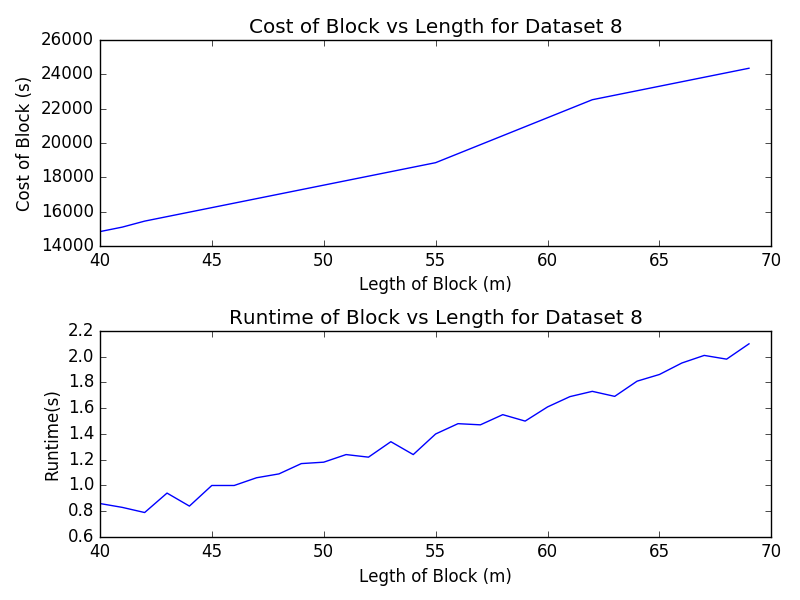 Cost of Block vs Length for Dataset 8
26000
24000
22000
20000
18000
16000
14000
Cost of Block (s)
40 45 50 55 60 65 70
Legth of Block (m)
Runtime of Block vs Length for Dataset 8
2.2
2.0
1.8
1.6
1.4
1.2
1.0
0.8
0.6
Runtime(s)
40 45 50 55 60 65 70
Legth of Block (m)